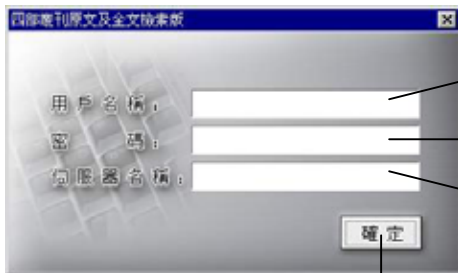 四部叢刊原文及全文檢索版
用戶名稱：
密碼：
伺服器名稱：
確定